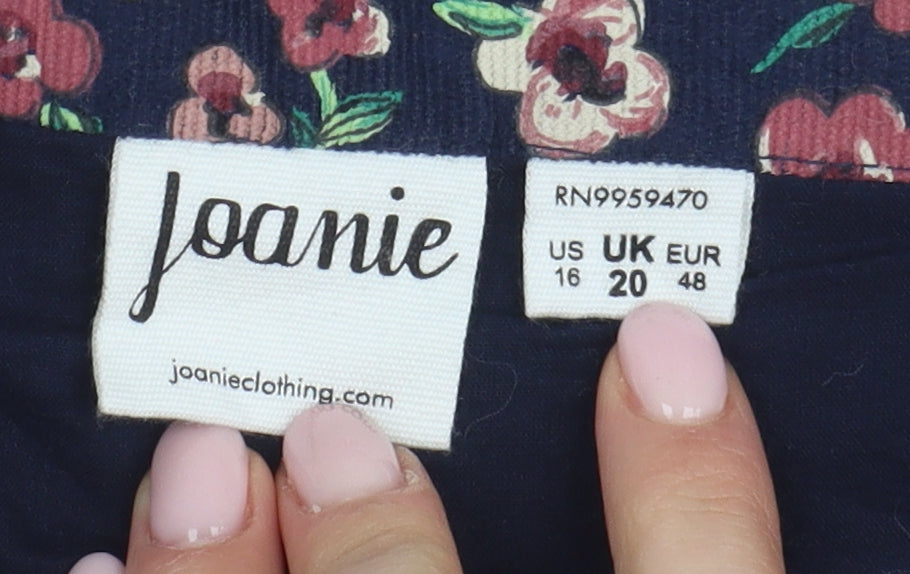 Joanie
joanieclothing.com
RN9959470
US UK EUR
16 20 48